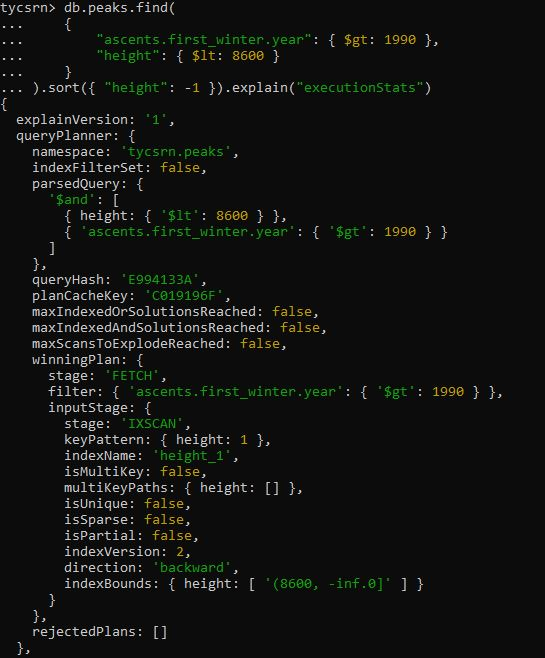 tycsrn> db.peaks.find(
...     {
...         "ascents.first_winter.year": { $gt: 1990 },
...         "height": { $lt: 8600 }
...     }
... ).sort({ "height": -1 }).explain("executionStats")
{
  explainVersion: '1',
  queryPlanner: {
    namespace: 'tycsrn.peaks',
    indexFilterSet: false,
    parsedQuery: {
      '$and': [
        { height: { '$lt': 8600 } },
        { 'ascents.first_winter.year': { '$gt': 1990 } }
      ]
    },
    queryHash: 'E994133A',
    planCacheKey: 'C019196F',
    maxIndexedOrSolutionsReached: false,
    maxIndexedAndSolutionsReached: false,
    maxScansToExplodeReached: false,
    winningPlan: {
      stage: 'FETCH',
      filter: { 'ascents.first_winter.year': { '$gt': 1990 } },
      inputStage: {
        stage: 'IXSCAN',
        keyPattern: { height: 1 },
        indexName: 'height_1',
        isMultiKey: false,
        multiKeyPaths: { height: [] },
        isUnique: false,
        isSparse: false,
        isPartial: false,
        indexVersion: 2,
        direction: 'backward',
        indexBounds: { height: [ '(8600, -inf.0]' ] }
      }
    },
    rejectedPlans: []
  },